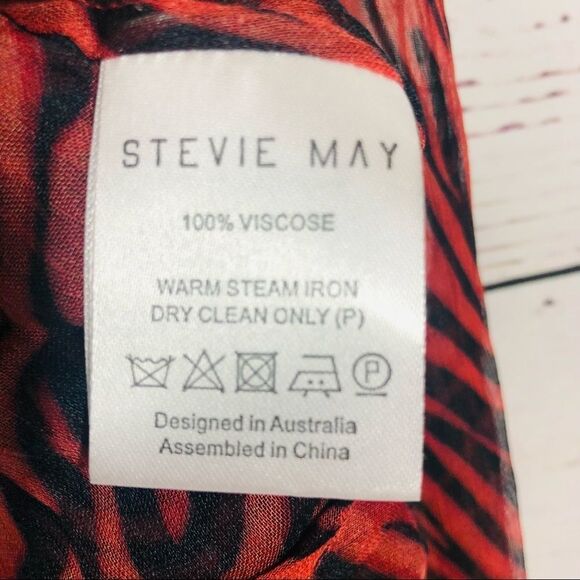 STEVIE MAY
100% VISCOSE
WARM STEAM IRON
DRY CLEAN ONLY (P)
P
Designed in Australia
Assembled in China